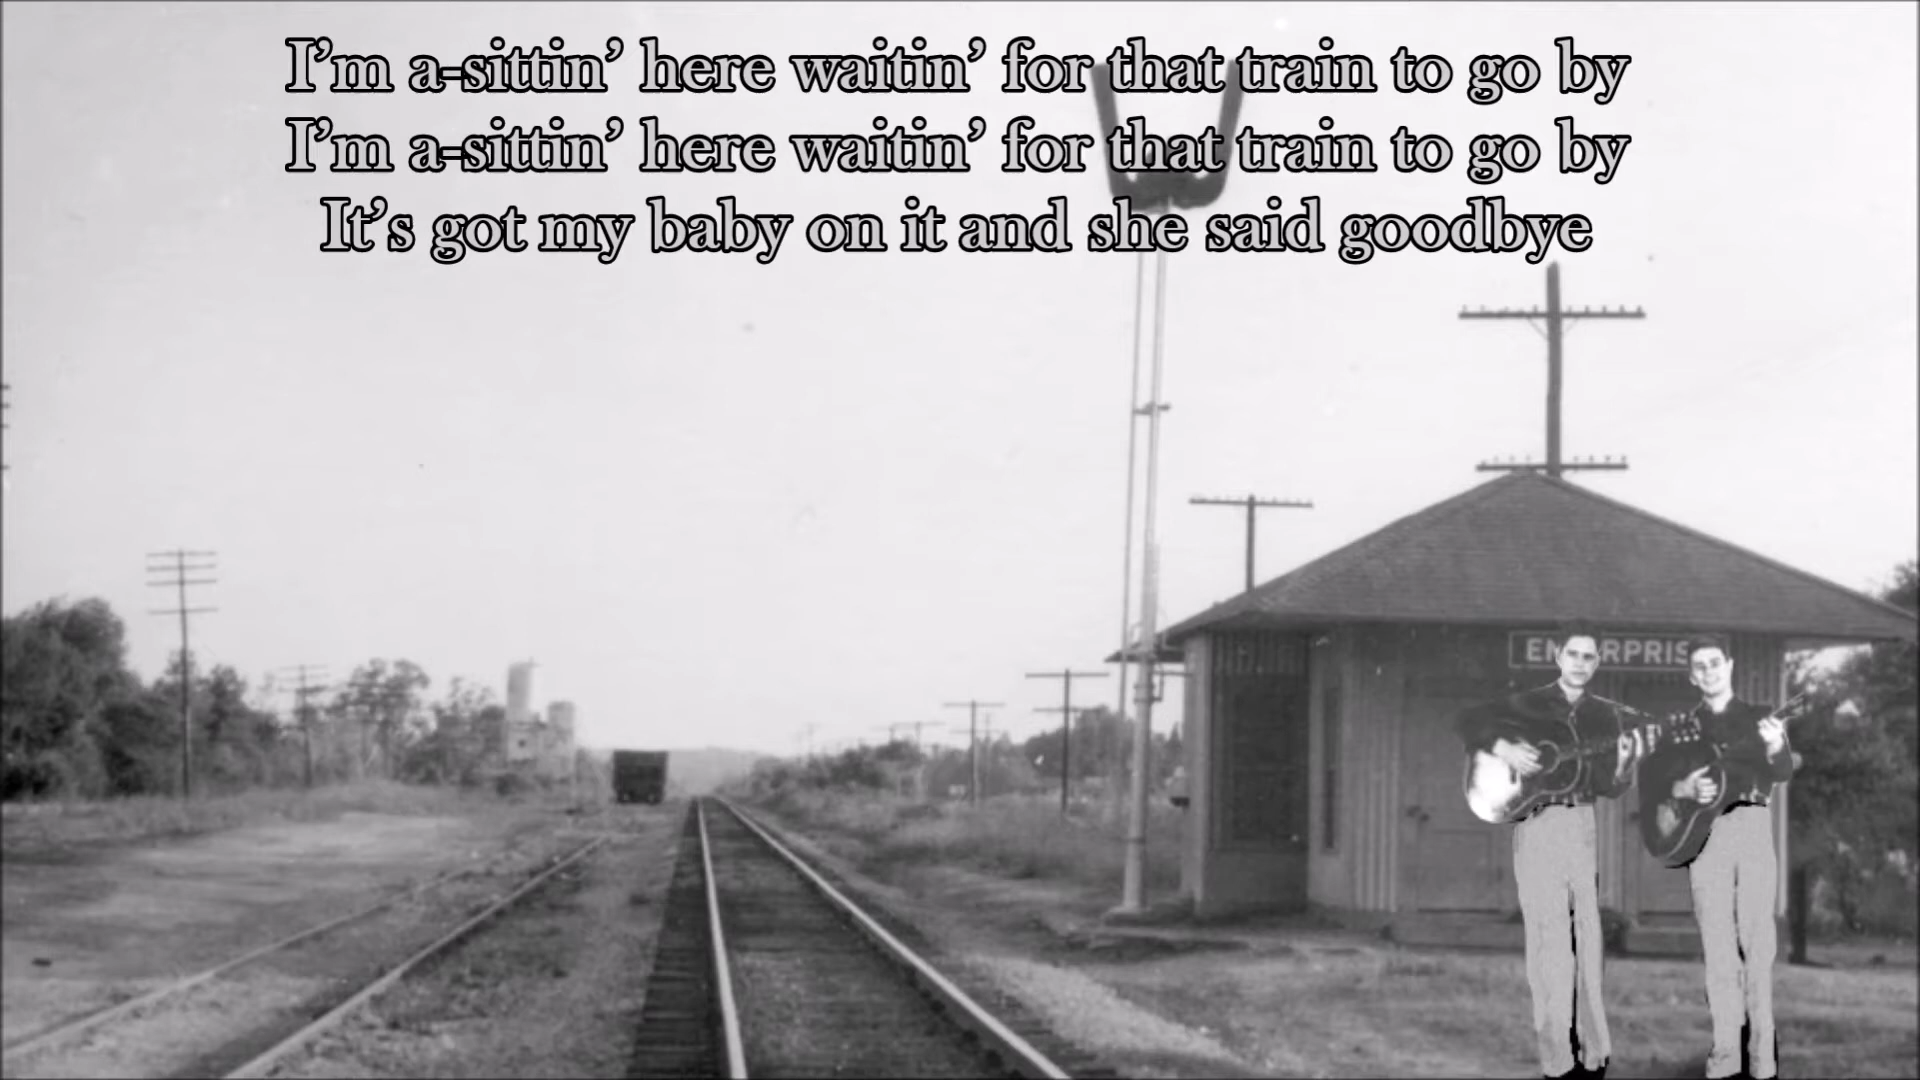 I'm a-sittin' here waitin' for that train to go by
I'm a-sittin' here waitin' for that train to go by
It's got my baby on it and she said goodbye